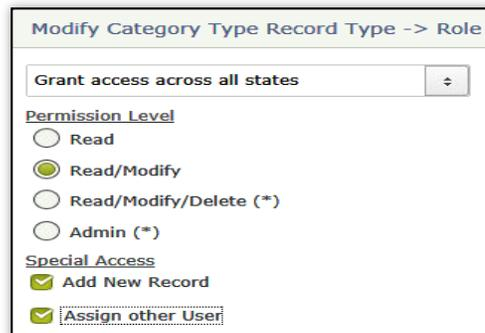 Modify Category Type Record Type -> Role
Grant access across all states
Permission Level
Read
Read/Modify
Read/Modify/Delete (*)
Admin (*)
Special Access
Add New Record
Assign other User